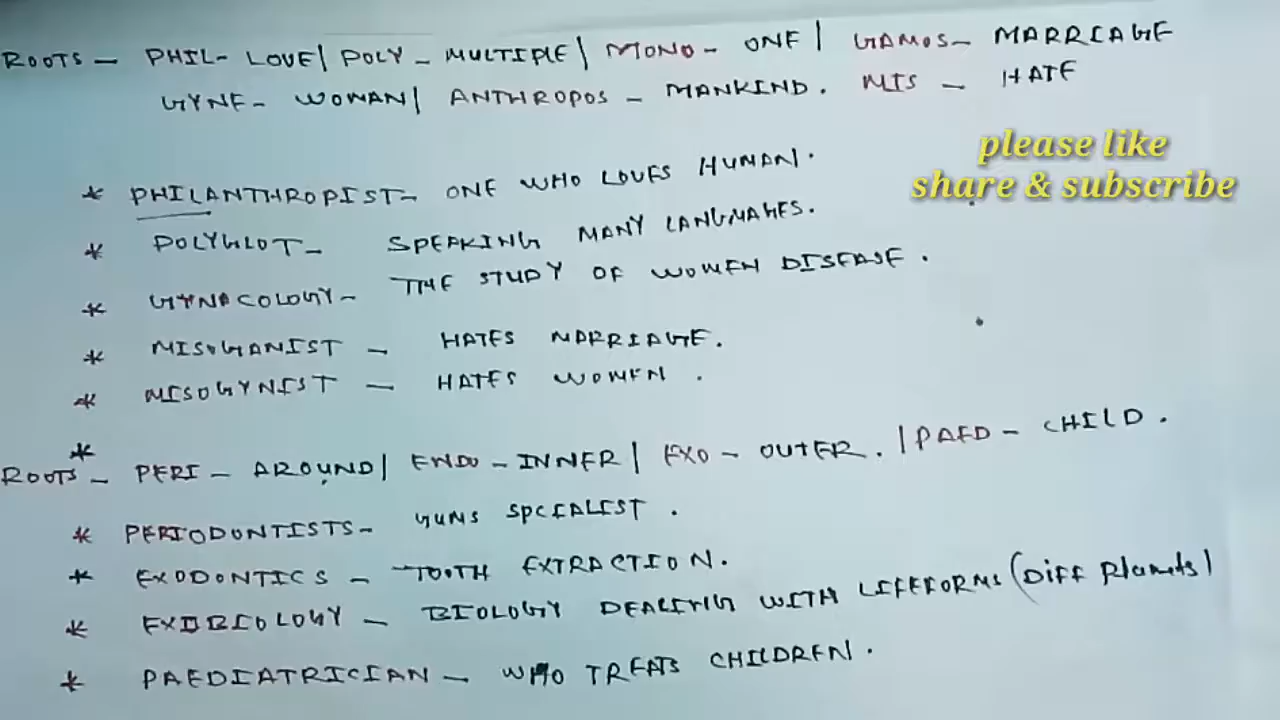 ROOTS - PHIL- LOVE| POLY - MULTIPLE| MONO - ONE| GAMOS- MARRIAGE
GYNE- WOMAN| ANTHROPOS - MANKIND. MIS - HATE
please like
share & subscribe
* PHILANTHROPIST- ONE WHO LOVES HUMAN.
* POLYGLOT- SPEAKING MANY LANGUAGES.
* GYNACOLOGY- THE STUDY OF WOMEN DISEASE.
* MISOGAMIST - HATES MARRIAGE.
* MISOGYNIST - HATES WOMEN.
*
ROOTS- PERI - AROUND| ENDO -INNER| EXO - OUTER. |PAED - CHILD.
* PERIODONTISTS- GUMS SPCIALIST.
* EXODONTICS - TOOTH EXTRACTION.
* EXOBIOLOGY - BIOLOGY DEALING WITH LIFEFORMS (Diff Planets)
* PAEDIATRICIAN - WHO TREATS CHILDREN.